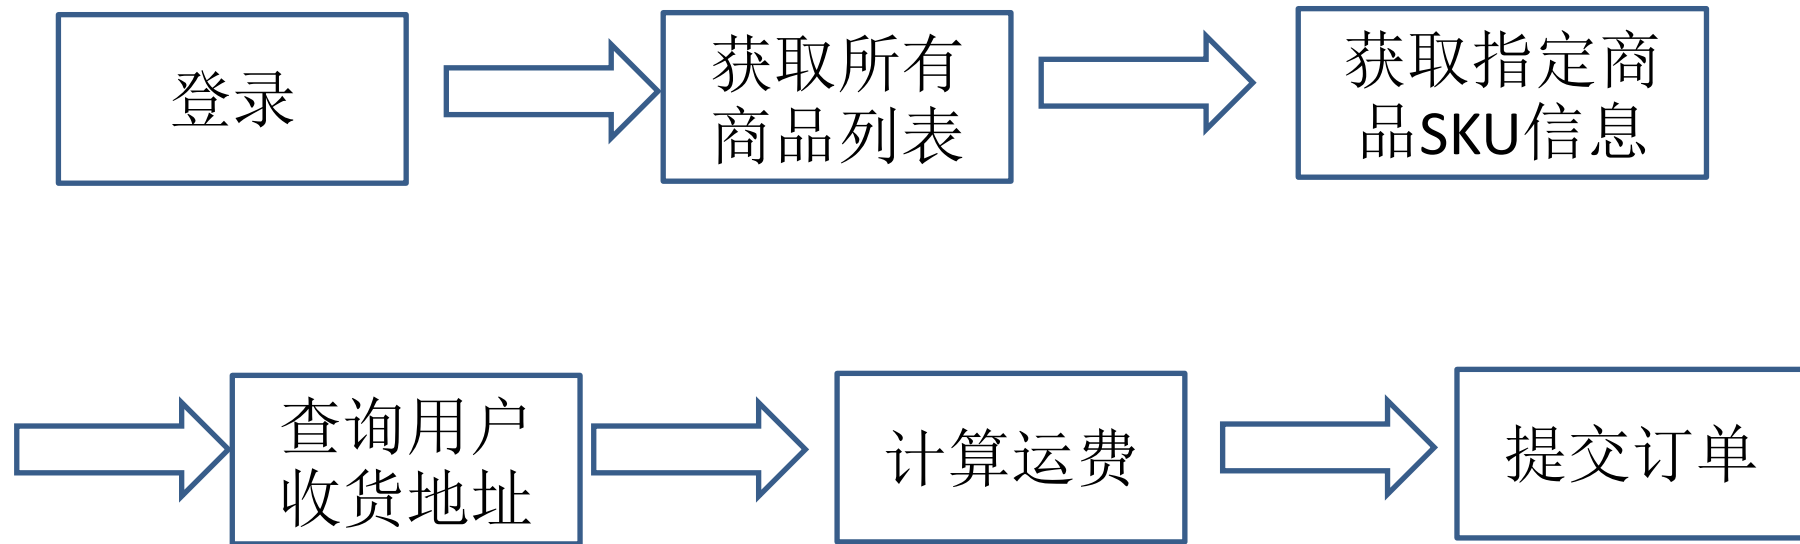 登录
获取所有
商品列表
获取指定商
品SKU信息
查询用户
收货地址
计算运费
提交订单